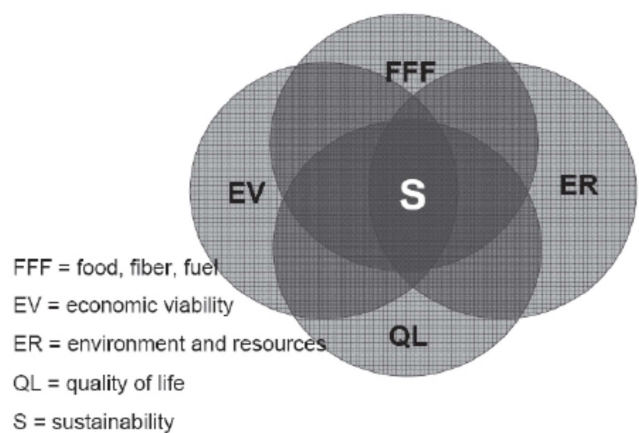 FFF
EV
S
ER
QL
FFF = food, fiber, fuel
EV = economic viability
ER = environment and resources
QL = quality of life
S = sustainability